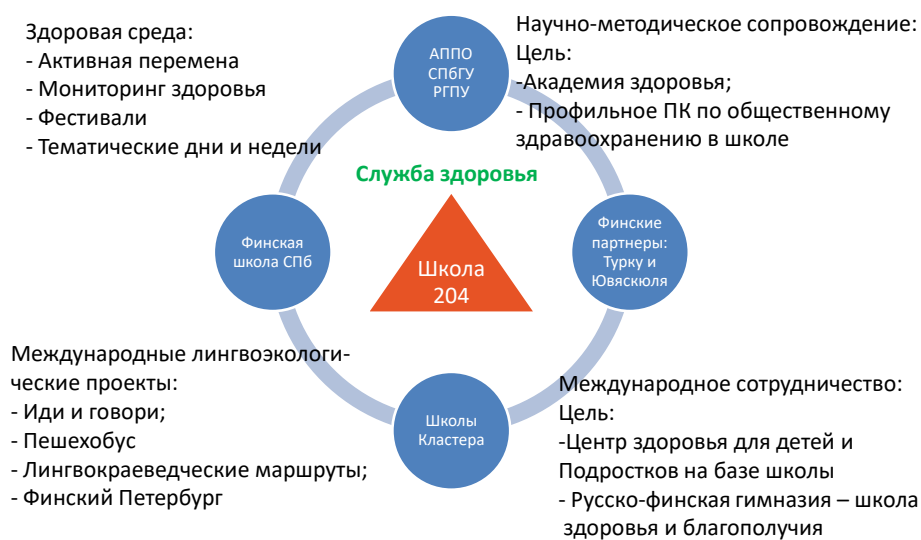 Здоровая среда:
- Активная перемена
- Мониторинг здоровья
- Фестивали
- Тематические дни и недели
АППО
СПбГУ
РГПУ
Научно-методическое сопровождение:
Цель:
-Академия здоровья;
- Профильное ПК по общественному
здравоохранению в школе
Служба здоровья
Финская
школа СПб
Школа
204
Финские
партнеры:
Турку и
Ювяскюля
Международные лингвоэкологи-
ческие проекты:
- Иди и говори;
- Пешехобус
- Лингвокраеведческие маршруты;
- Финский Петербург
Школы
Кластера
Международное сотрудничество:
Цель:
-Центр здоровья для детей и
Подростков на базе школы
- Русско-финская гимназия – школа
здоровья и благополучия